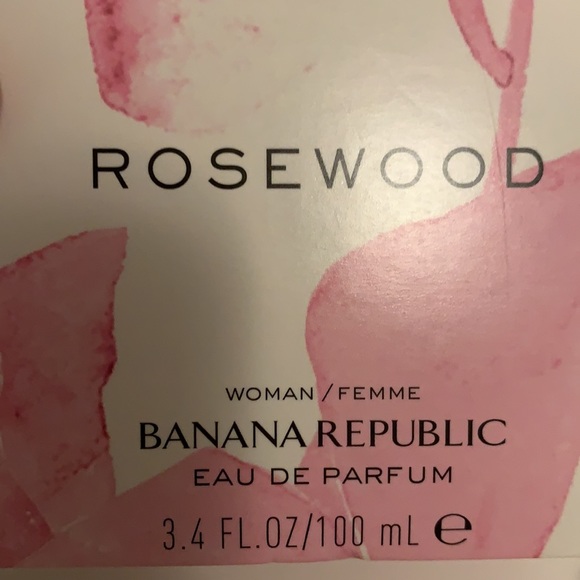 ROSEWOOD
WOMAN/FEMME
BANANA REPUBLIC
EAU DE PARFUM
3.4 FL.OZ/100 mL ℮